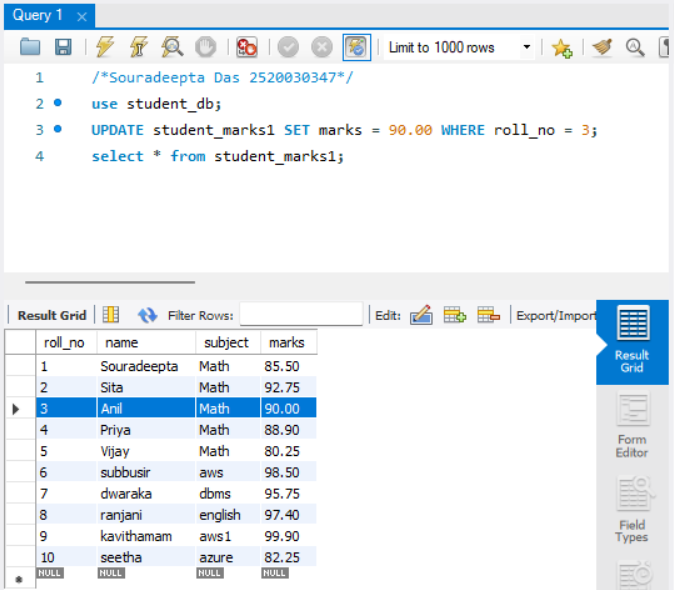 Query 1
Limit to 1000 rows
1 /*Souradeepta Das 2520030347*/
2 use student_db;
3 UPDATE student_marks1 SET marks = 90.00 WHERE roll_no = 3;
4 select * from student_marks1;
Result Grid Filter Rows: Edit: Export/Import
roll_no name subject marks
1 Souradeepta Math 85.50
2 Sita Math 92.75
3 Anil Math 90.00
4 Priya Math 88.90
5 Vijay Math 80.25
6 subbusir aws 98.50
7 dwaraka dbms 95.75
8 ranjani english 97.40
9 kavithamam aws1 99.90
10 seetha azure 82.25
NULL NULL NULL NULL
Result
Grid
Form
Editor
Field
Types